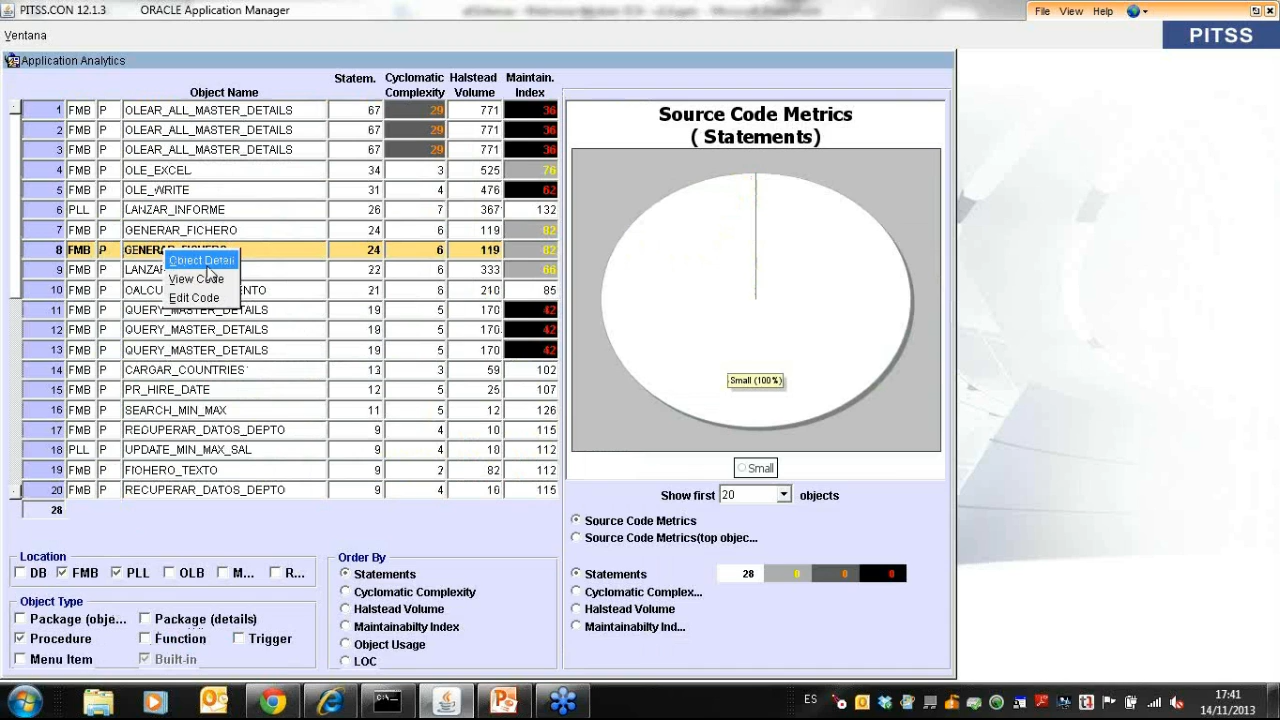 PITSS.CON 12.1.3 ORACLE Application Manager
File View Help
Ventana
PITSS
Application Analytics
Object Name Statem. Cyclomatic Complexity Halstead Volume Maintain. Index
1 FMB P OLEAR_ALL_MASTER_DETAILS 67 29 771 36
2 FMB P OLEAR_ALL_MASTER_DETAILS 67 29 771 36
3 FMB P OLEAR_ALL_MASTER_DETAILS 67 29 771 36
4 FMB P OLE_EXCEL 34 3 525 76
5 FMB P OLE_WRITE 31 4 476 62
6 PLL P LANZAR_INFORME 26 7 367 132
7 FMB P GENERAR_FICHERO 24 6 119 82
8 FMB P GENERAR_FICHERO 24 6 119 82
9 FMB P 22 6 333 66
10 FMB P 21 6 210 85
11 FMB P QUERY_MASTER_DETAILS 19 5 170 42
12 FMB P QUERY_MASTER_DETAILS 19 5 170 42
13 FMB P QUERY_MASTER_DETAILS 19 5 170 42
14 FMB P CARGAR_COUNTRIES 13 3 59 102
15 FMB P PR_HIRE_DATE 12 5 25 107
16 FMB P SEARCH_MIN_MAX 11 5 12 126
17 FMB P RECUPERAR_DATOS_DEPTO 9 4 10 115
18 PLL P UPDATE_MIN_MAX_SAL 9 4 10 112
19 FMB P FICHERO_TEXTO 9 2 82 112
20 FMB P RECUPERAR_DATOS_DEPTO 9 4 10 115
28
Object Detail
View Code
Edit Code
Location
DB FMB PLL OLB M... R...
Object Type
Package (obje... Package (details)
Procedure Function Trigger
Menu Item Built-in
Order By
Statements
Cyclomatic Complexity
Halstead Volume
Maintainabilty Index
Object Usage
LOC
Source Code Metrics
( Statements)
Small (100%)
Small
Show first 20 objects
Source Code Metrics
Source Code Metrics(top objec...
Statements 28 0 0 0
Cyclomatic Complex...
Halstead Volume
Maintainabilty Ind...
ES
17:41
14/11/2013